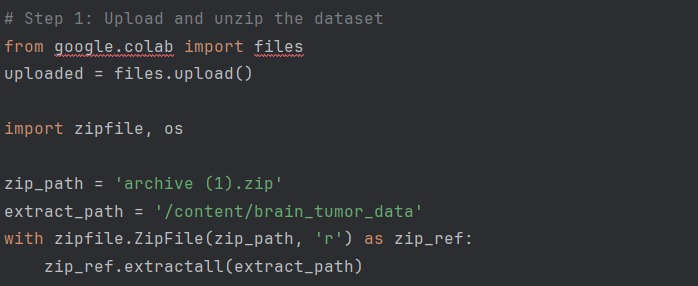 # Step 1: Upload and unzip the dataset
from google.colab import files
uploaded = files.upload()
import zipfile, os
zip_path = 'archive (1).zip'
extract_path = '/content/brain_tumor_data'
with zipfile.ZipFile(zip_path, 'r') as zip_ref:
    zip_ref.extractall(extract_path)